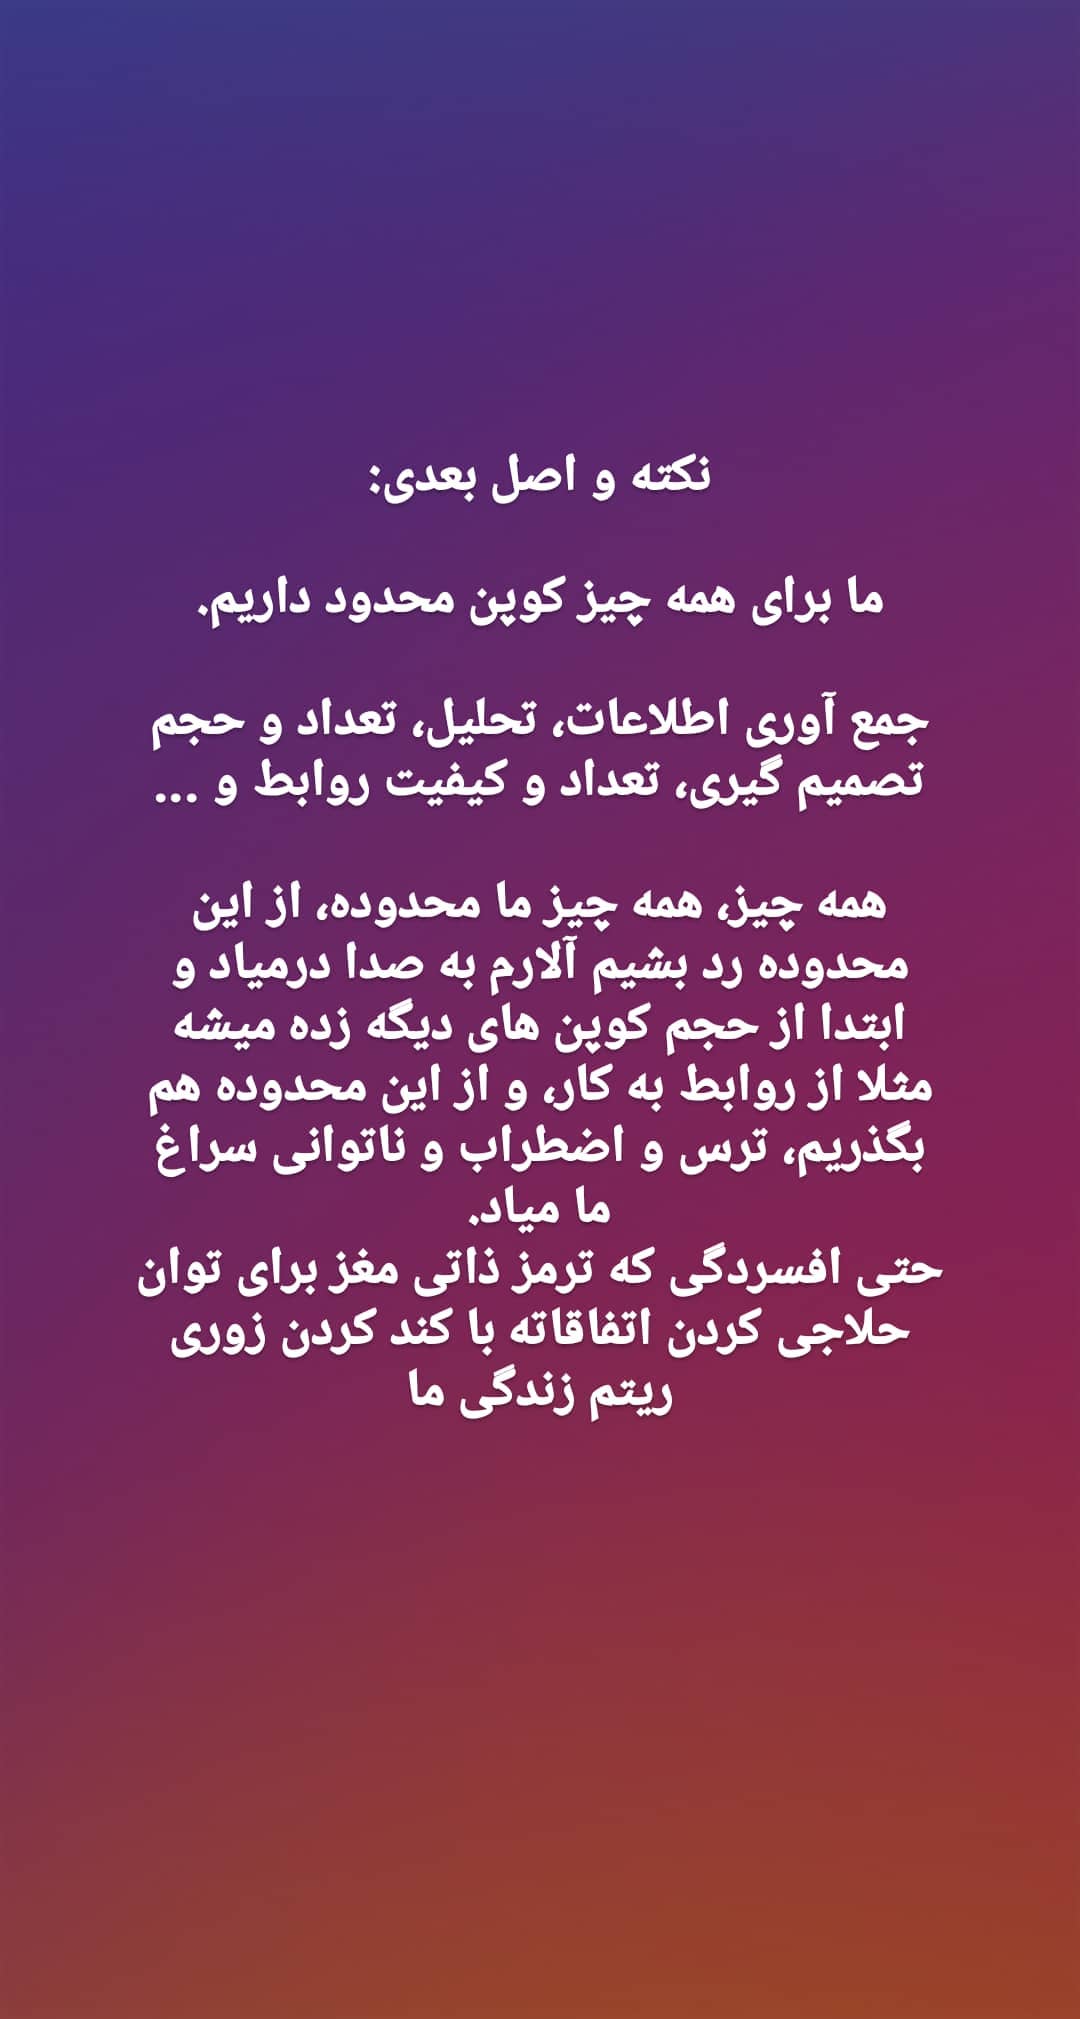 نکته و اصل بعدی:
ما برای همه چیز کوپن محدود داریم.
جمع آوری اطلاعات، تحلیل، تعداد و حجم
تصمیم گیری، تعداد و کیفیت روابط و ...
همه چیز، همه چیز ما محدوده، از این
محدوده رد بشیم آلارم به صدا درمیاد و
ابتدا از حجم کوپن های دیگه زده میشه
مثلا از روابط به کار، و از این محدوده هم
بگذریم، ترس و اضطراب و ناتوانی سراغ
ما میاد.
حتی افسردگی که ترمز ذاتی مغز برای توان
حلاجی کردن اتفاقاته با کند کردن زوری
ریتم زندگی ما